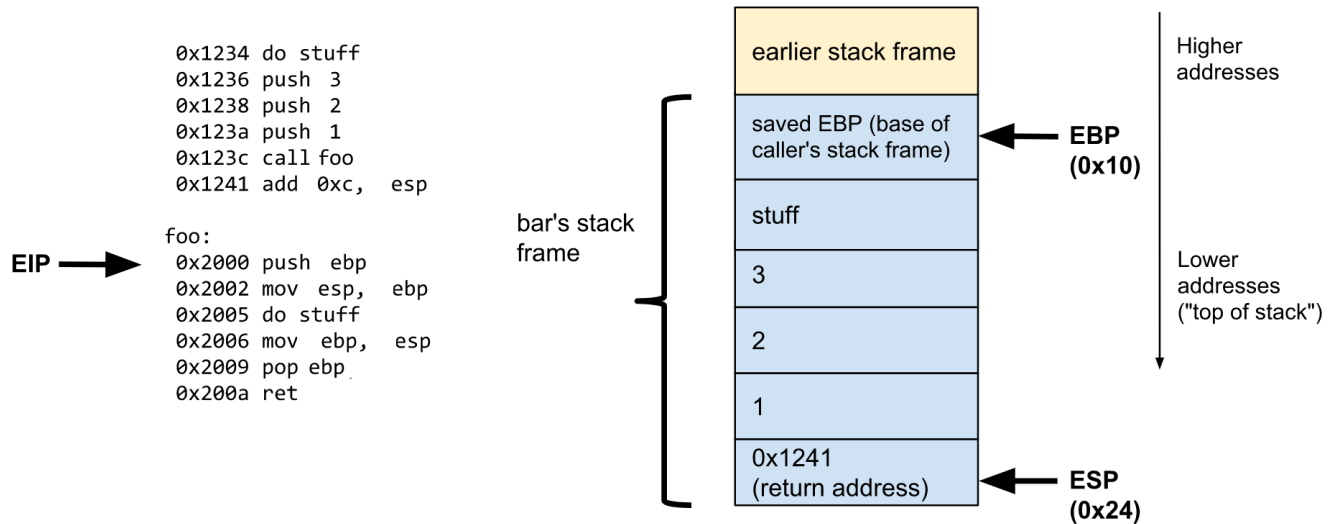 0x1234 do stuff
0x1236 push 3
0x1238 push 2
0x123a push 1
0x123c call foo
0x1241 add 0xc, esp
foo:
EIP
0x2000 push ebp
0x2002 mov esp, ebp
0x2005 do stuff
0x2006 mov ebp, esp
0x2009 pop ebp
0x200a ret
bar's stack
frame
earlier stack frame
saved EBP (base of
caller's stack frame)
stuff
3
2
1
0x1241
(return address)
EBP
(0x10)
ESP
(0x24)
Higher
addresses
Lower
addresses
("top of stack")